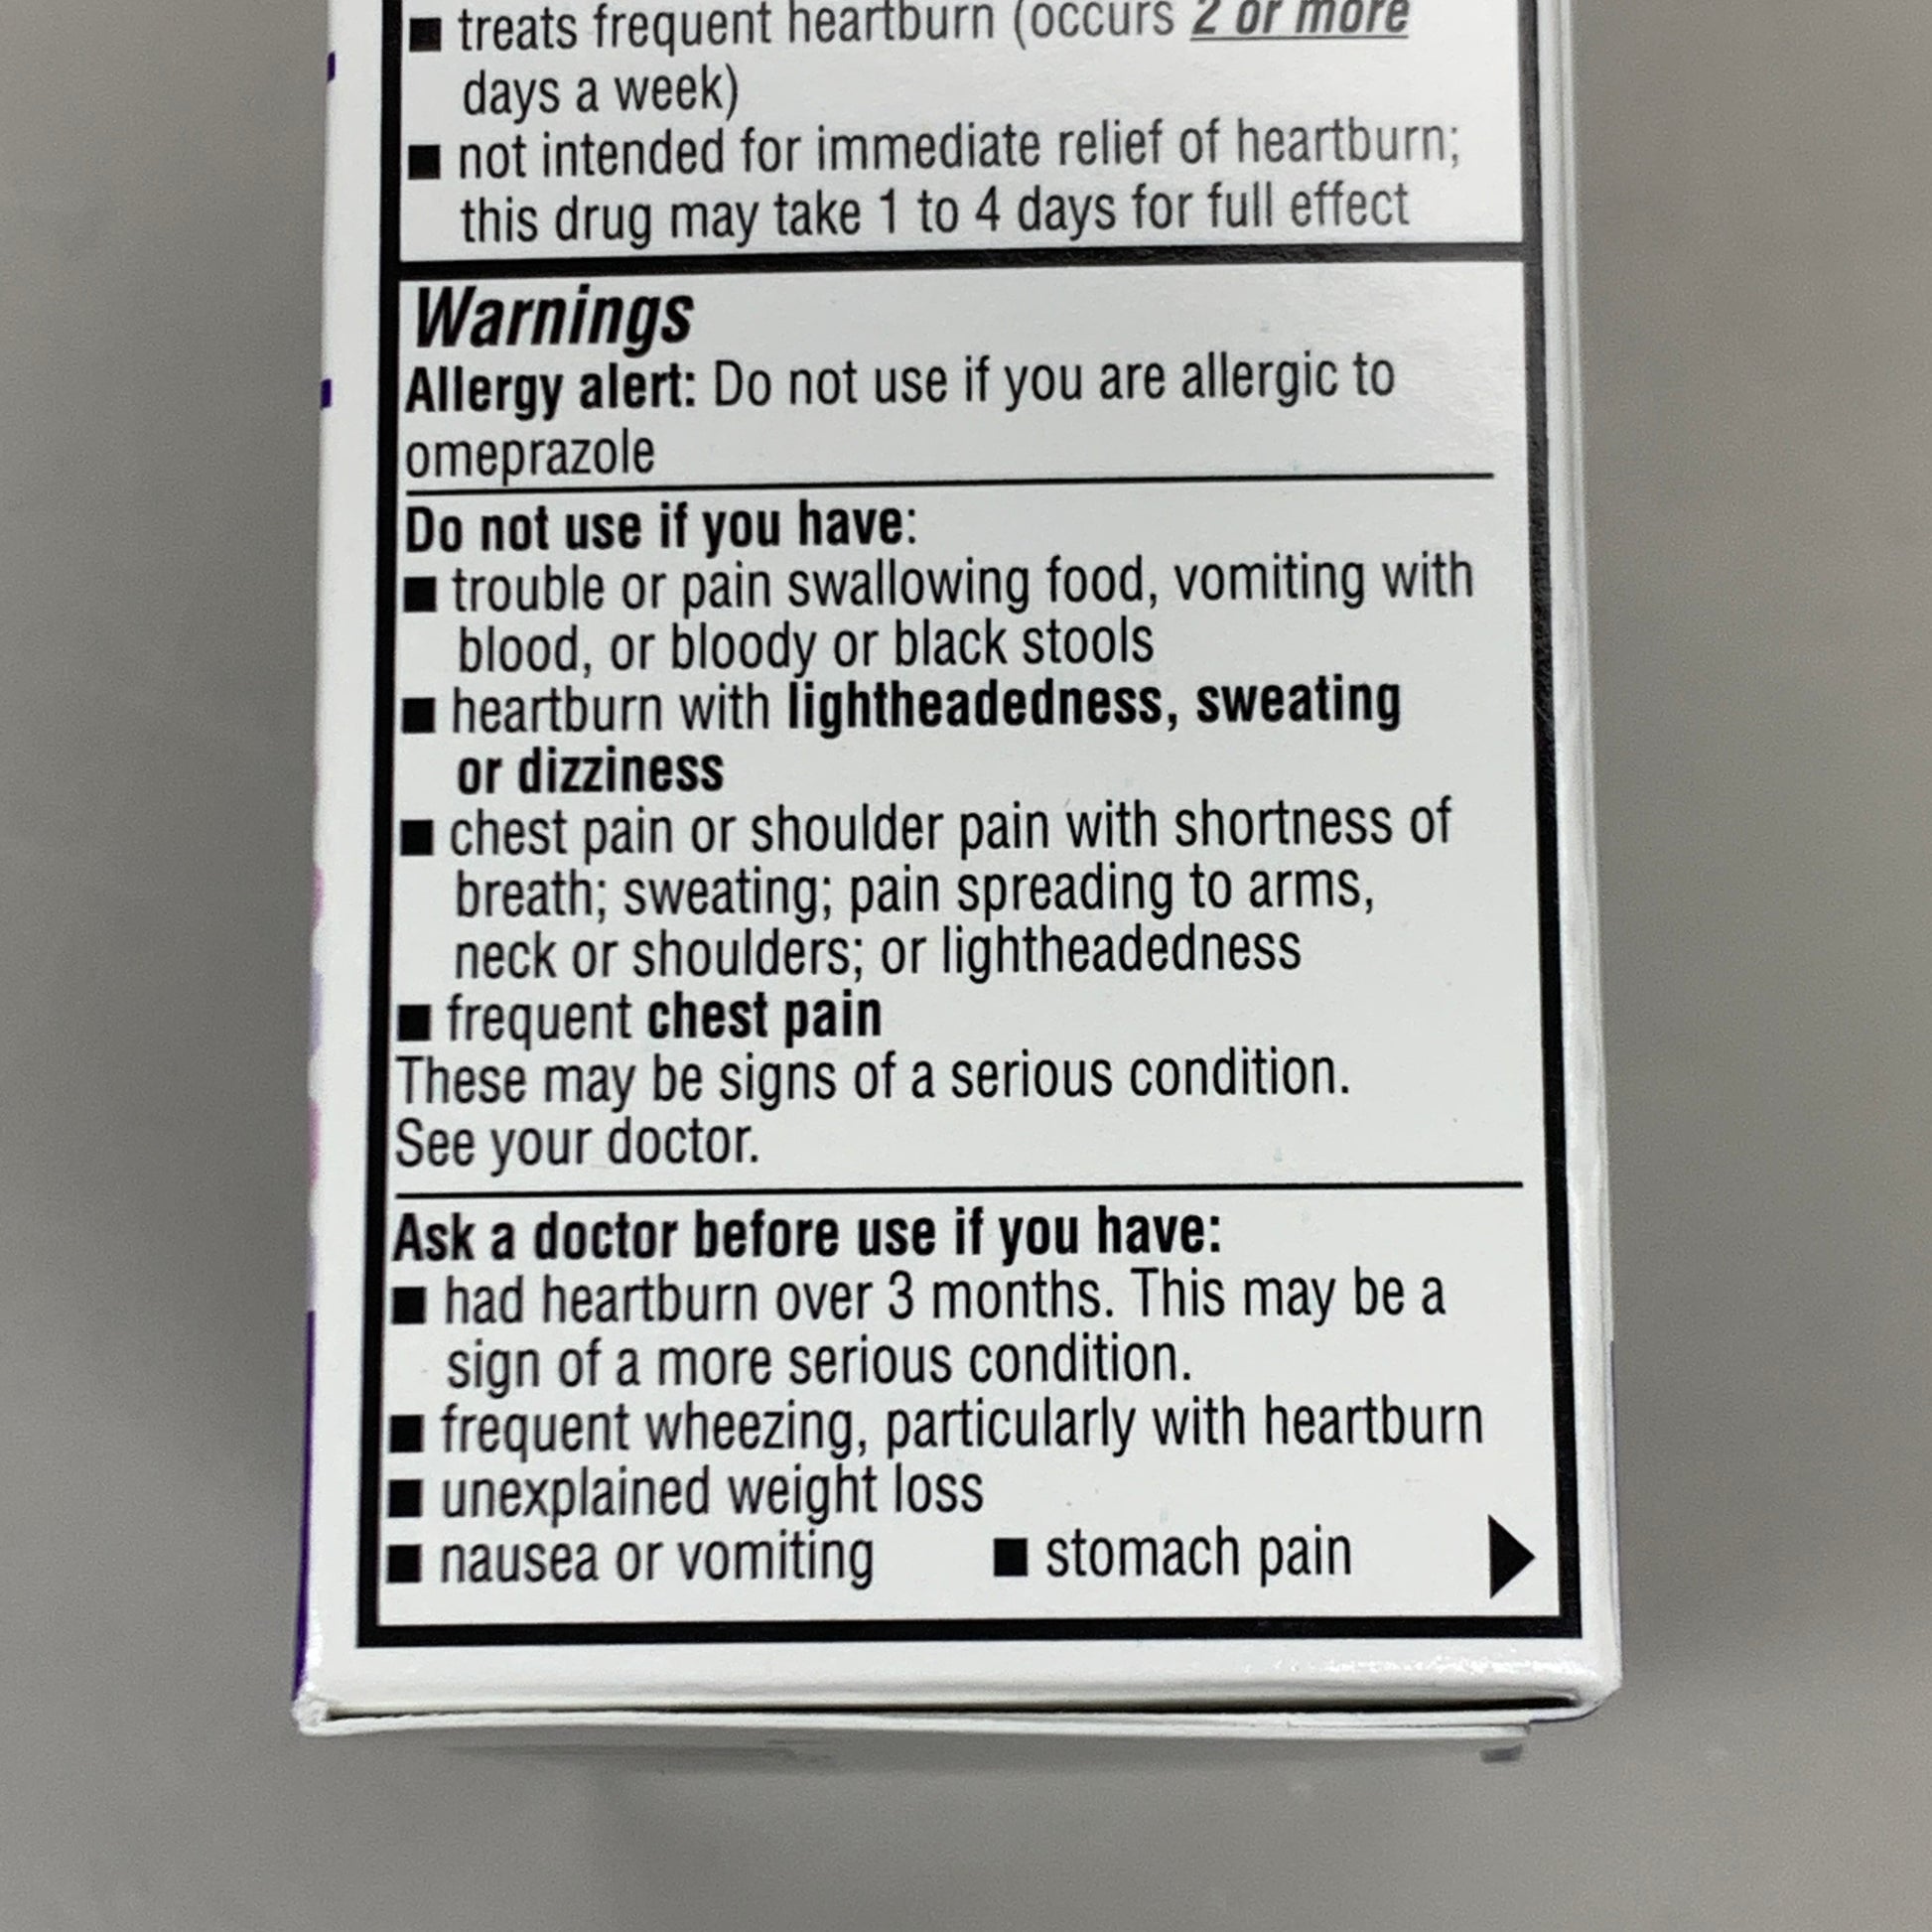 ■ treats frequent heartburn (occurs 2 or more
days a week)
■ not intended for immediate relief of heartburn;
this drug may take 1 to 4 days for full effect
Warnings
Allergy alert: Do not use if you are allergic to
omeprazole
Do not use if you have:
■ trouble or pain swallowing food, vomiting with
blood, or bloody or black stools
■ heartburn with lightheadedness, sweating
or dizziness
■ chest pain or shoulder pain with shortness of
breath; sweating; pain spreading to arms,
neck or shoulders; or lightheadedness
■ frequent chest pain
These may be signs of a serious condition.
See your doctor.
Ask a doctor before use if you have:
■ had heartburn over 3 months. This may be a
sign of a more serious condition.
■ frequent wheezing, particularly with heartburn
■ unexplained weight loss
■ nausea or vomiting ■ stomach pain